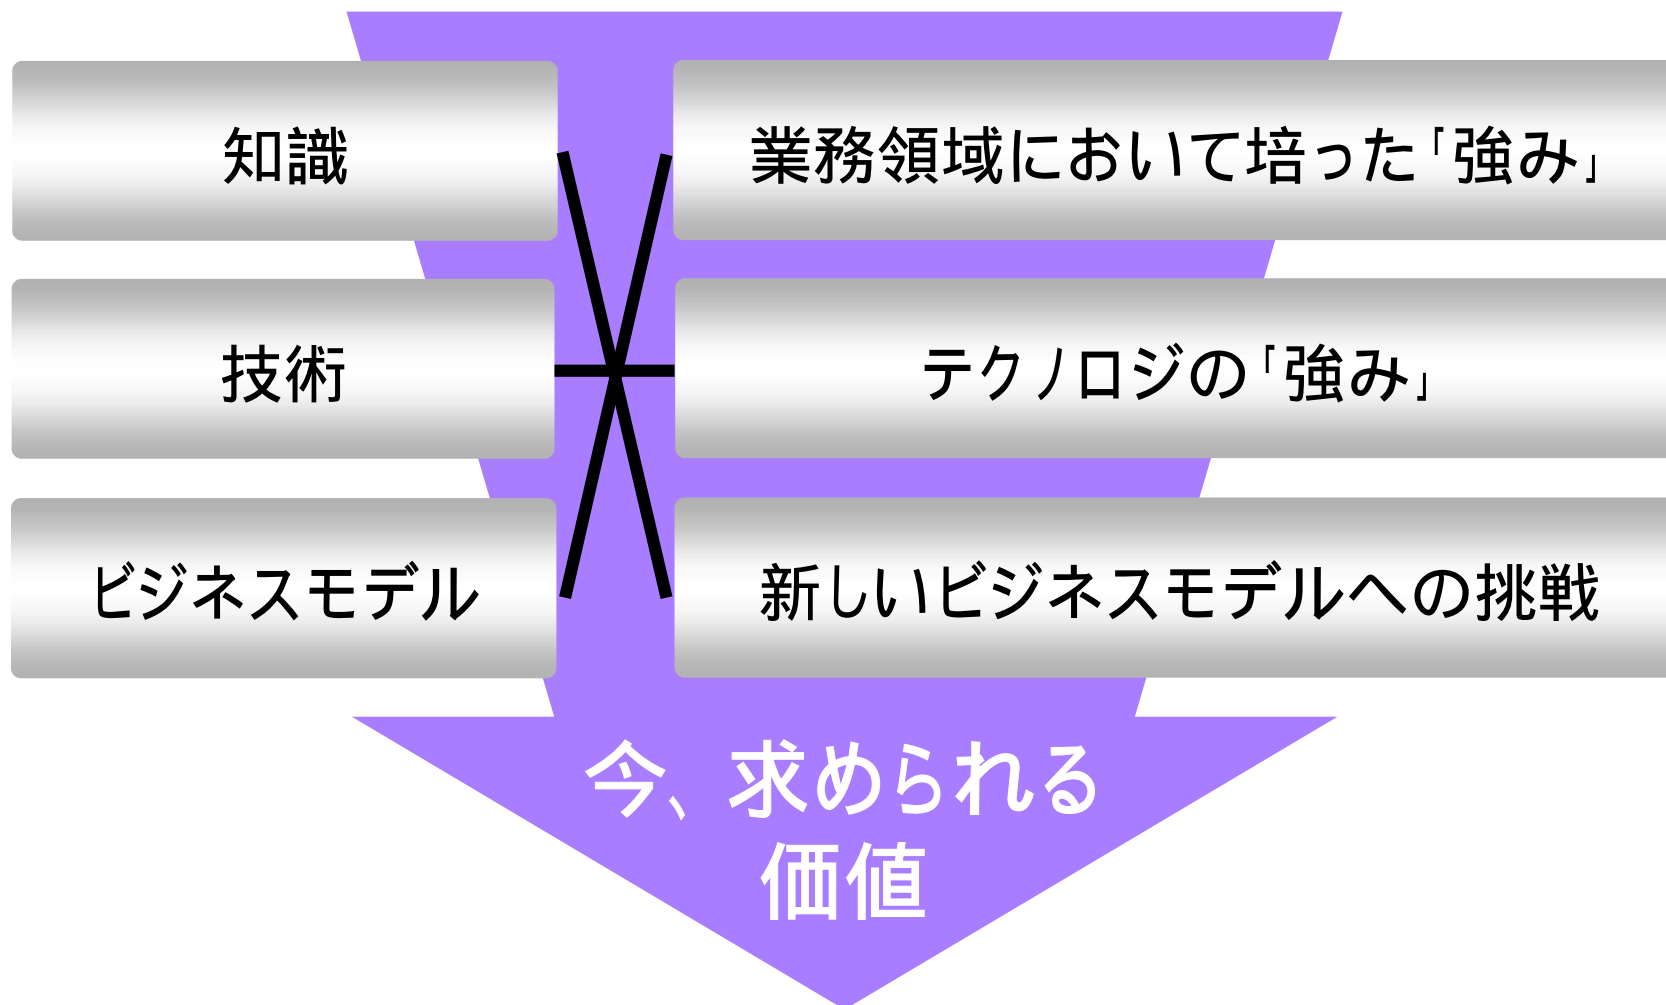 知識
業務領域において培った「強み」
技術
テクノロジの「強み」
ビジネスモデル
新しいビジネスモデルへの挑戦
今、求められる
価値